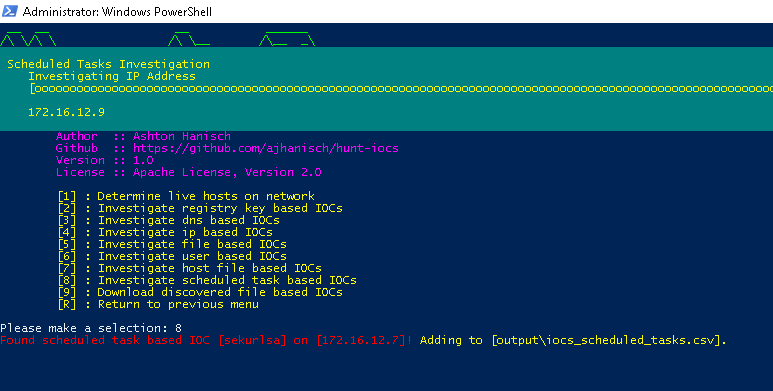 Administrator: Windows PowerShell
Scheduled Tasks Investigation
Investigating IP Address
172.16.12.9
Author :: Ashton Hanisch
Github :: https://github.com/ajhanisch/hunt-iocs
Version :: 1.0
License :: Apache License, Version 2.0
[1] : Determine live hosts on network
[2] : Investigate registry key based IOCs
[3] : Investigate dns based IOCs
[4] : Investigate ip based IOCs
[5] : Investigate file based IOCs
[6] : Investigate user based IOCs
[7] : Investigate host file based IOCs
[8] : Investigate scheduled task based IOCs
[9] : Download discovered file based IOCs
[R] : Return to previous menu
Please make a selection: 8
Found scheduled task based IOC [sekurlsa] on [172.16.12.7]! Adding to [output\iocs_scheduled_tasks.csv].